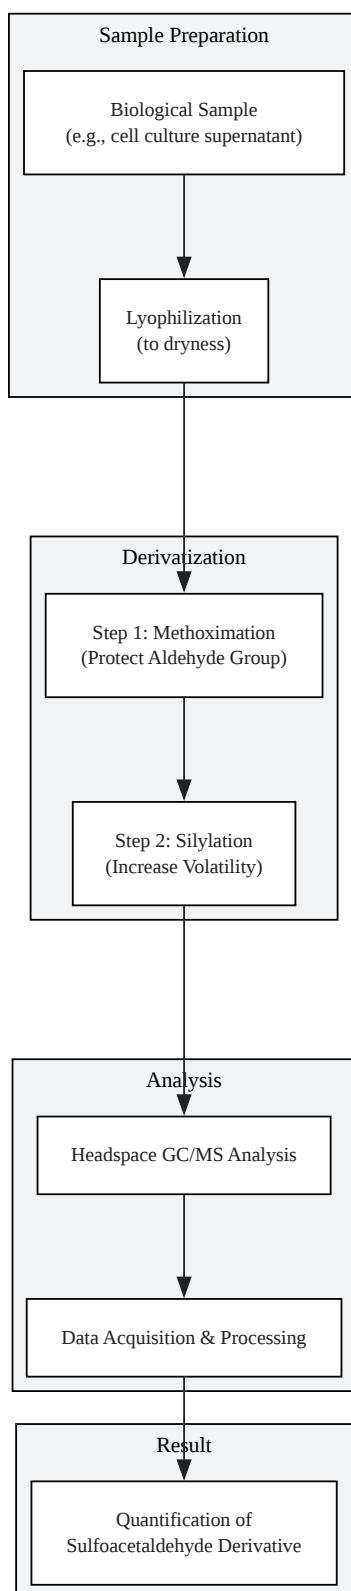 Sample Preparation
Biological Sample
(e.g., cell culture supernatant)
Lyophilization
(to dryness)
Derivatization
Step 1: Methoximation
(Protect Aldehyde Group)
Step 2: Silylation
(Increase Volatility)
Analysis
Headspace GC/MS Analysis
Data Acquisition & Processing
Result
Quantification of
Sulfoacetaldehyde Derivative